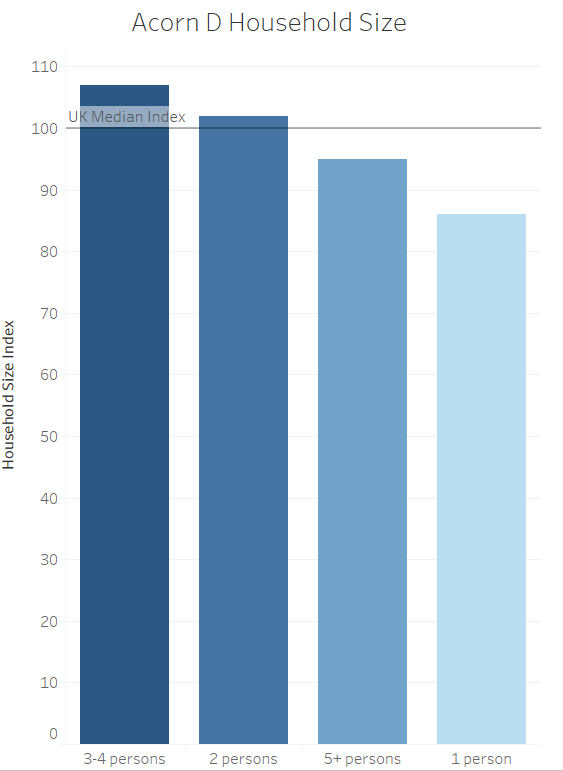 Acorn D Household Size
Household Size Index
110
UK Median Index
100
90
80
70
60
50
40
30
20
10
0
3-4 persons
2 persons
5+ persons
1 person